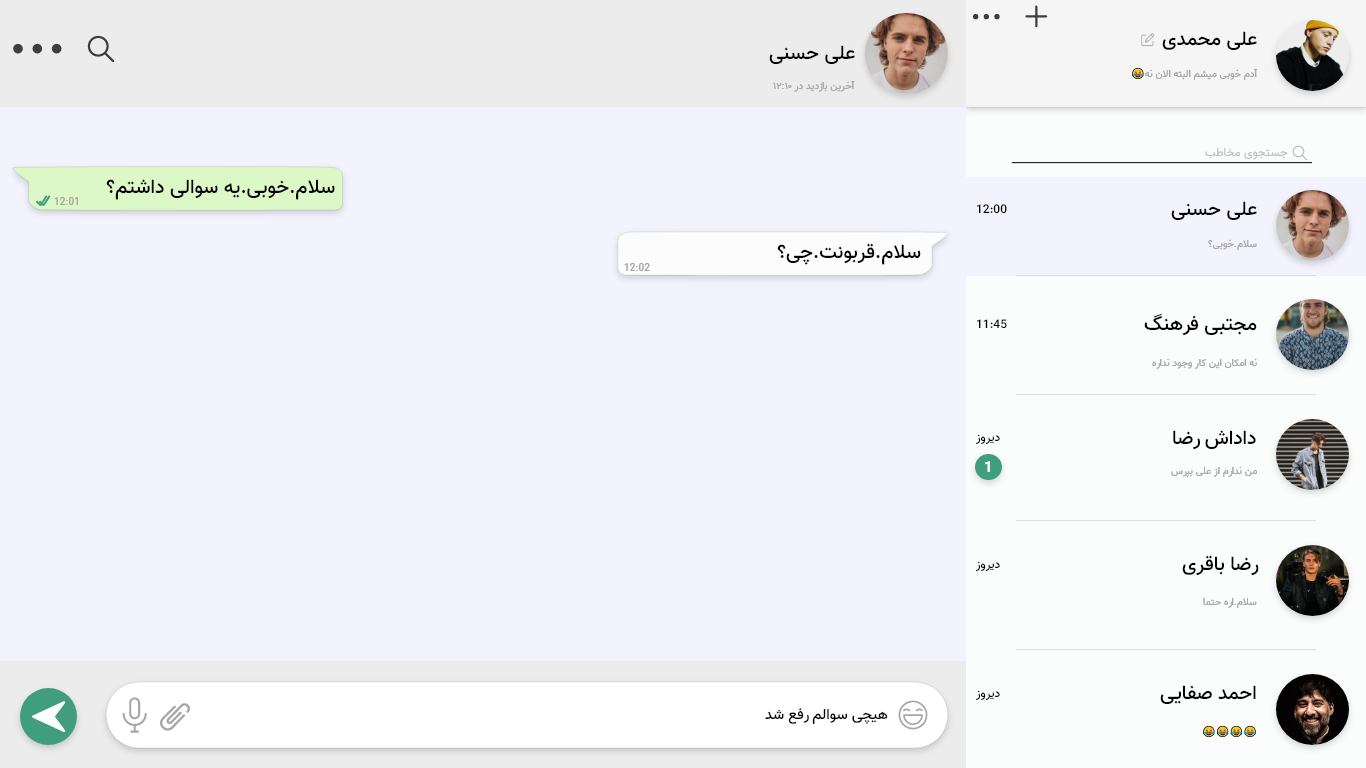 علی محمدی
آدم خوبی میشم البته الان نه😂
جستجوی مخاطب
علی حسنی
12:00
سلام.خوبی؟
مجتبی فرهنگ
11:45
نه امکان این کار وجود نداره
داداش رضا
دیروز
من ندارم از علی بپرس
1
رضا باقری
دیروز
سلام.اره حتما
احمد صفایی
دیروز
😂😂😂😂
علی حسنی
آخرین بازدید در ۱۲:۱۰
سلام.خوبی.یه سوالی داشتم؟
12:01
سلام.قربونت.چی؟
12:02
هیچی سوالم رفع شد